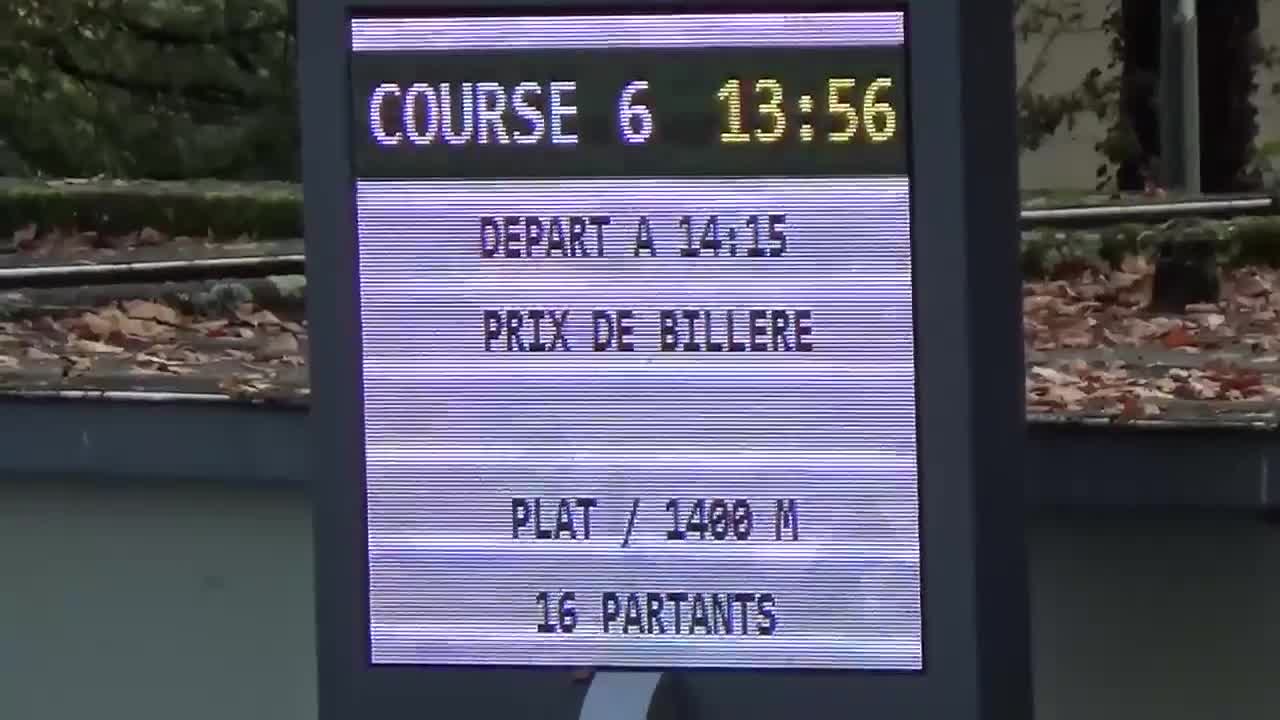 COURSE 6 13:56
DEPART A 14:15
PRIX DE BILLERE
PLAT / 1400 M
16 PARTANTS